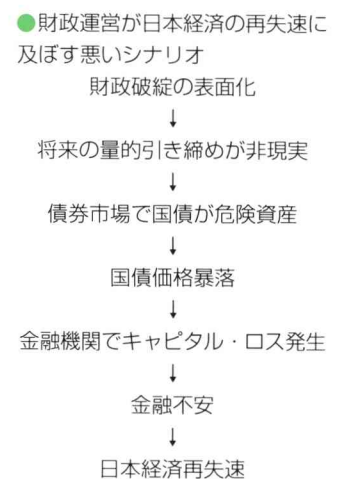 ●財政運営が日本経済の再失速に
及ぼす悪いシナリオ
財政破綻の表面化
↓
将来の量的引き締めが非現実
↓
債券市場で国債が危険資産
↓
国債価格暴落
↓
金融機関でキャピタル・ロス発生
↓
金融不安
↓
日本経済再失速